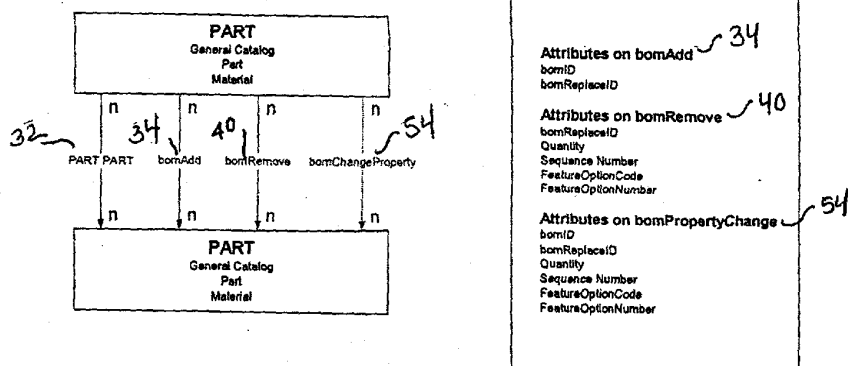 PART
General Catalog
Part
Material
n n n n
32 34 40 54
PART PART bomAdd bomRemove bomChangeProperty
n n n n
PART
General Catalog
Part
Material
Attributes on bomAdd 34
bomID
bomReplaceID
Attributes on bomRemove 40
bomReplaceID
Quantity
Sequence Number
FeatureOptionCode
FeatureOptionNumber
Attributes on bomPropertyChange 54
bomID
bomReplaceID
Quantity
Sequence Number
FeatureOptionCode
FeatureOptionNumber